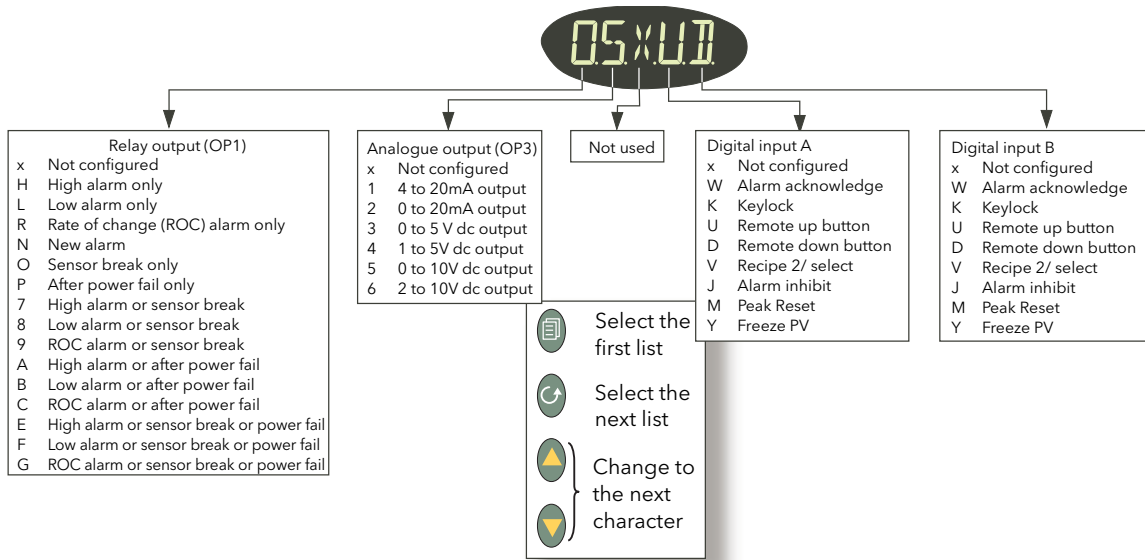 O.S.X.U.D.
Relay output (OP1)
x Not configured
H High alarm only
L Low alarm only
R Rate of change (ROC) alarm only
N New alarm
O Sensor break only
P After power fail only
7 High alarm or sensor break
8 Low alarm or sensor break
9 ROC alarm or sensor break
A High alarm or after power fail
B Low alarm or after power fail
C ROC alarm or after power fail
E High alarm or sensor break or power fail
F Low alarm or sensor break or power fail
G ROC alarm or sensor break or power fail
Analogue output (OP3)
x Not configured
1 4 to 20mA output
2 0 to 20mA output
3 0 to 5 V dc output
4 1 to 5V dc output
5 0 to 10V dc output
6 2 to 10V dc output
Not used
Digital input A
x Not configured
W Alarm acknowledge
K Keylock
U Remote up button
D Remote down button
V Recipe 2/ select
J Alarm inhibit
M Peak Reset
Y Freeze PV
Digital input B
x Not configured
W Alarm acknowledge
K Keylock
U Remote up button
D Remote down button
V Recipe 2/ select
J Alarm inhibit
M Peak Reset
Y Freeze PV
Select the
first list
Select the
next list
Change to
the next
character